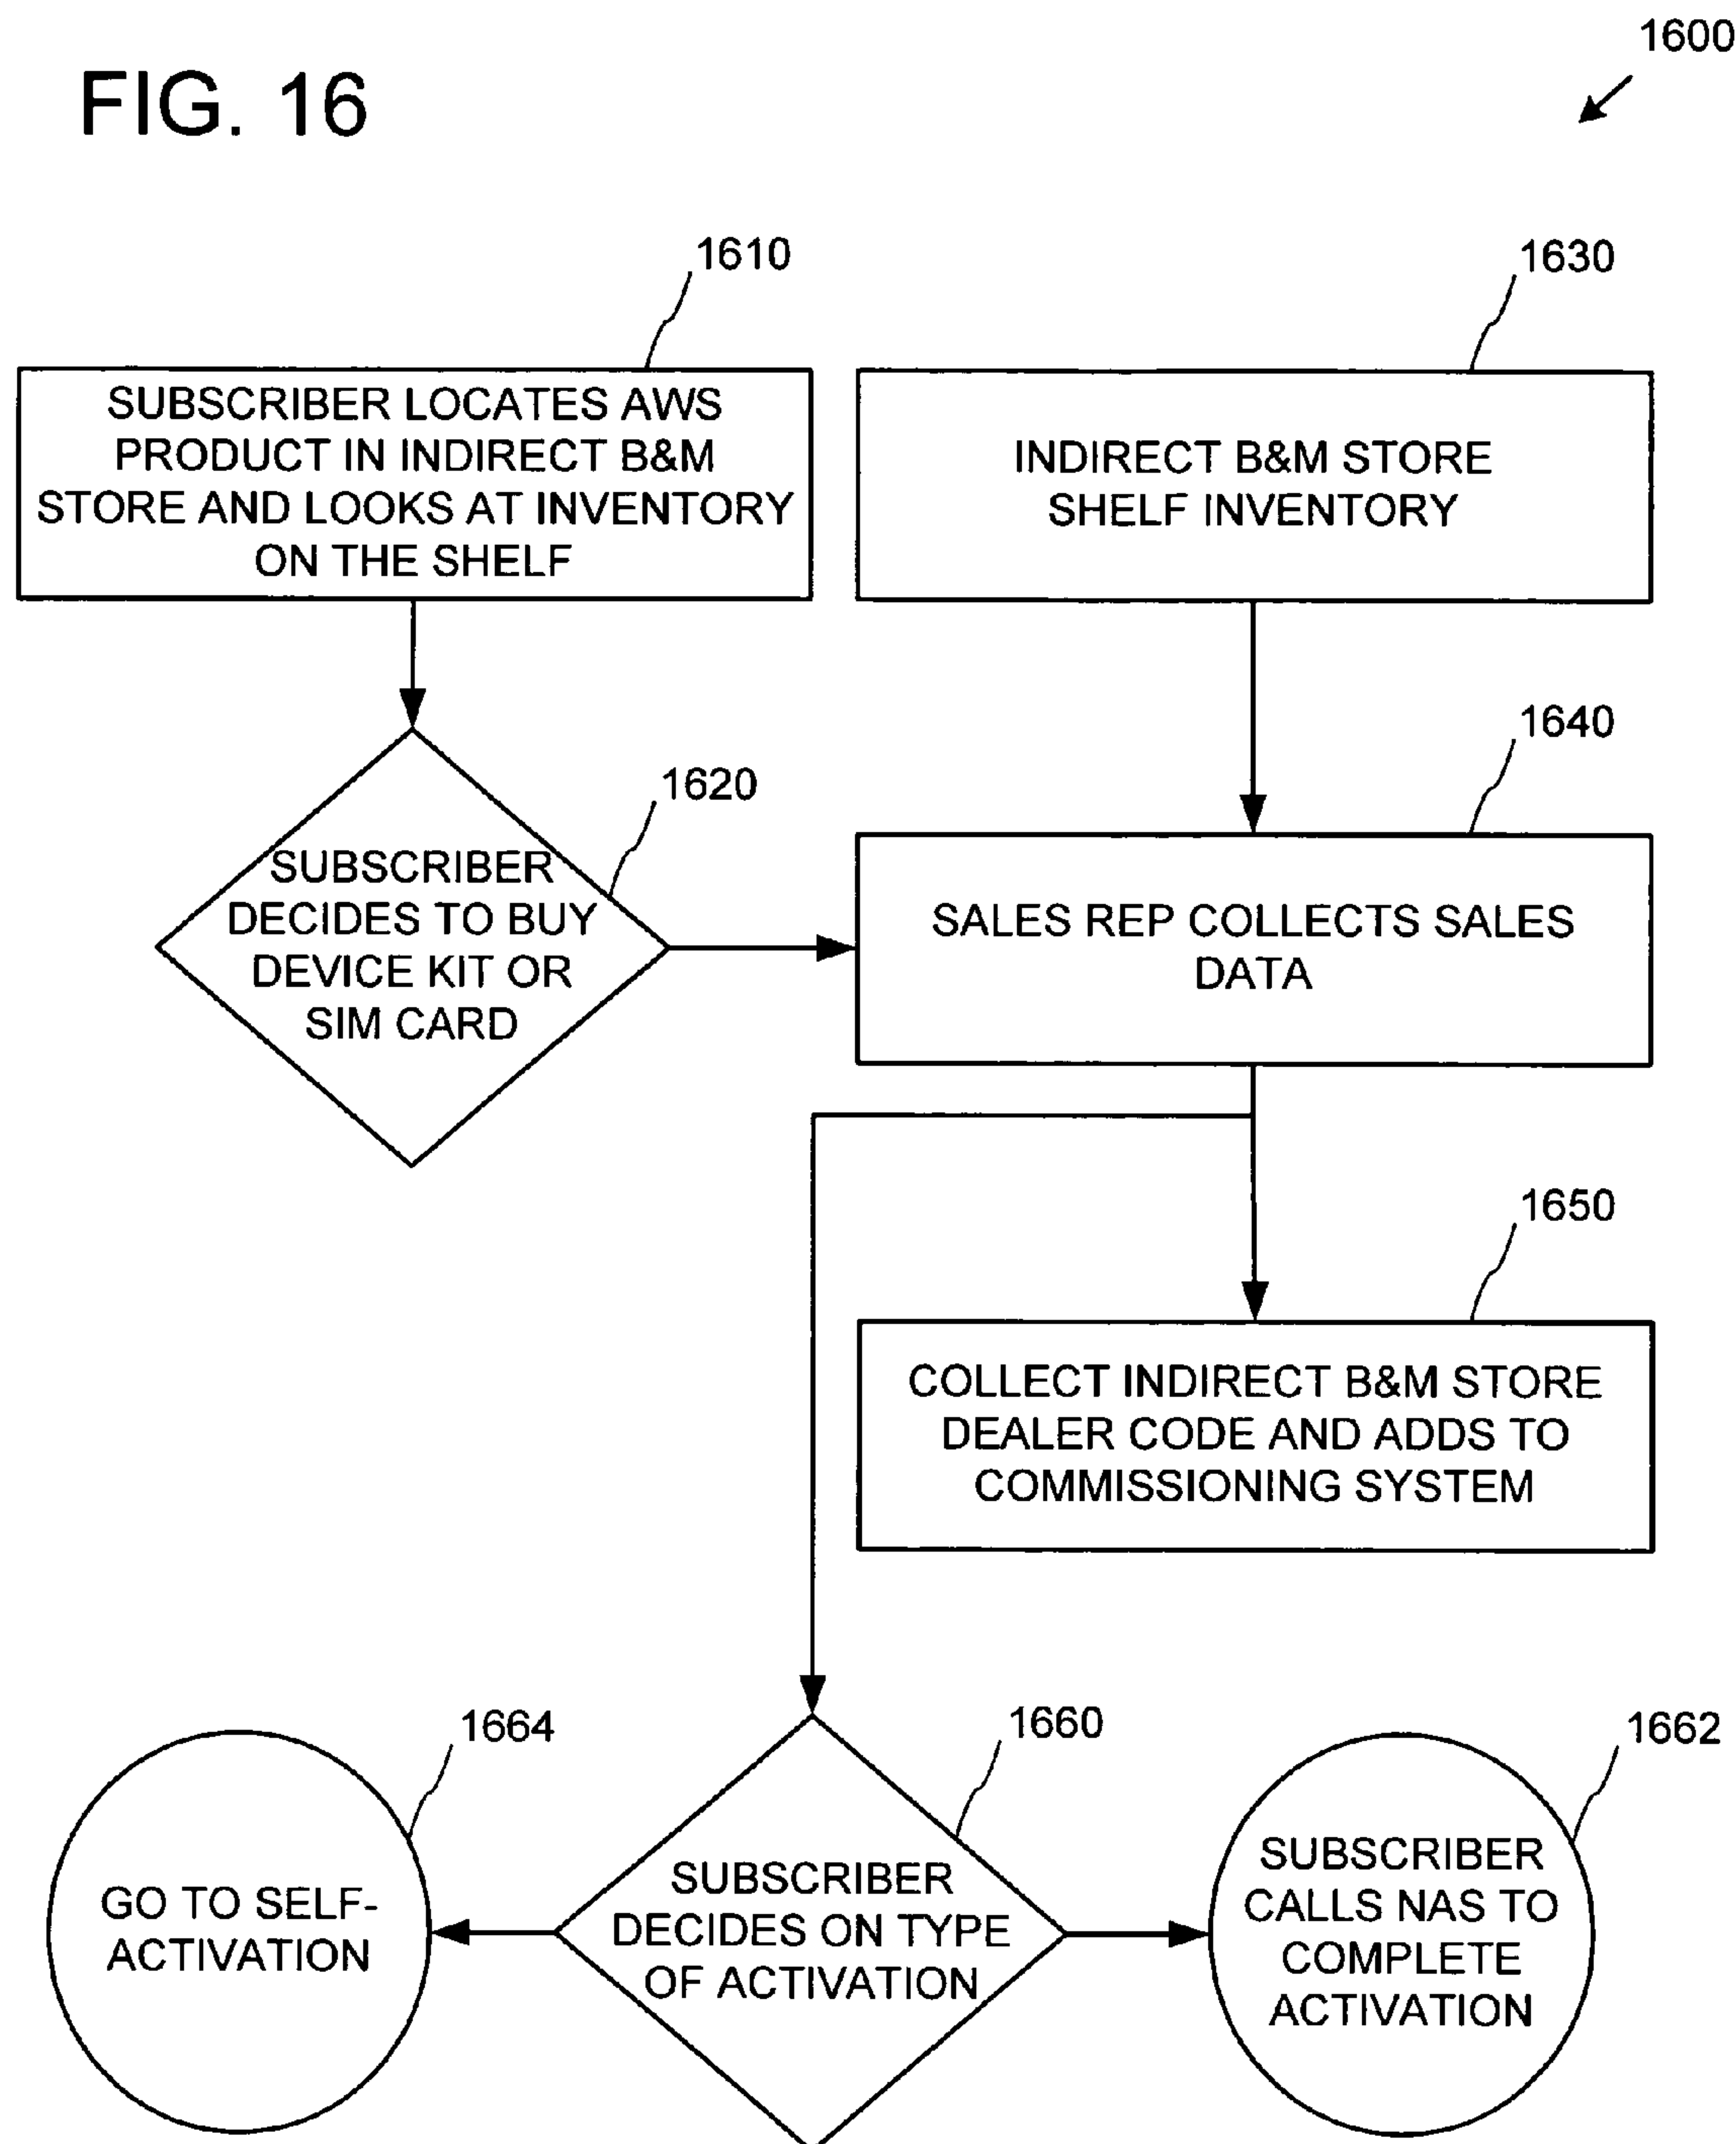 1600
FIG. 16
1610
1630
SUBSCRIBER LOCATES AWS
PRODUCT IN INDIRECT B&M
STORE AND LOOKS AT INVENTORY
ON THE SHELF
INDIRECT B&M STORE
SHELF INVENTORY
1640
1620
SUBSCRIBER
DECIDES TO BUY
DEVICE KIT OR
SIM CARD
SALES REP COLLECTS SALES
DATA
1650
COLLECT INDIRECT B&M STORE
DEALER CODE AND ADDS TO
COMMISSIONING SYSTEM
1664
1660
1662
GO TO SELF-
ACTIVATION
SUBSCRIBER
DECIDES ON TYPE
OF ACTIVATION
SUBSCRIBER
CALLS NAS TO
COMPLETE
ACTIVATION